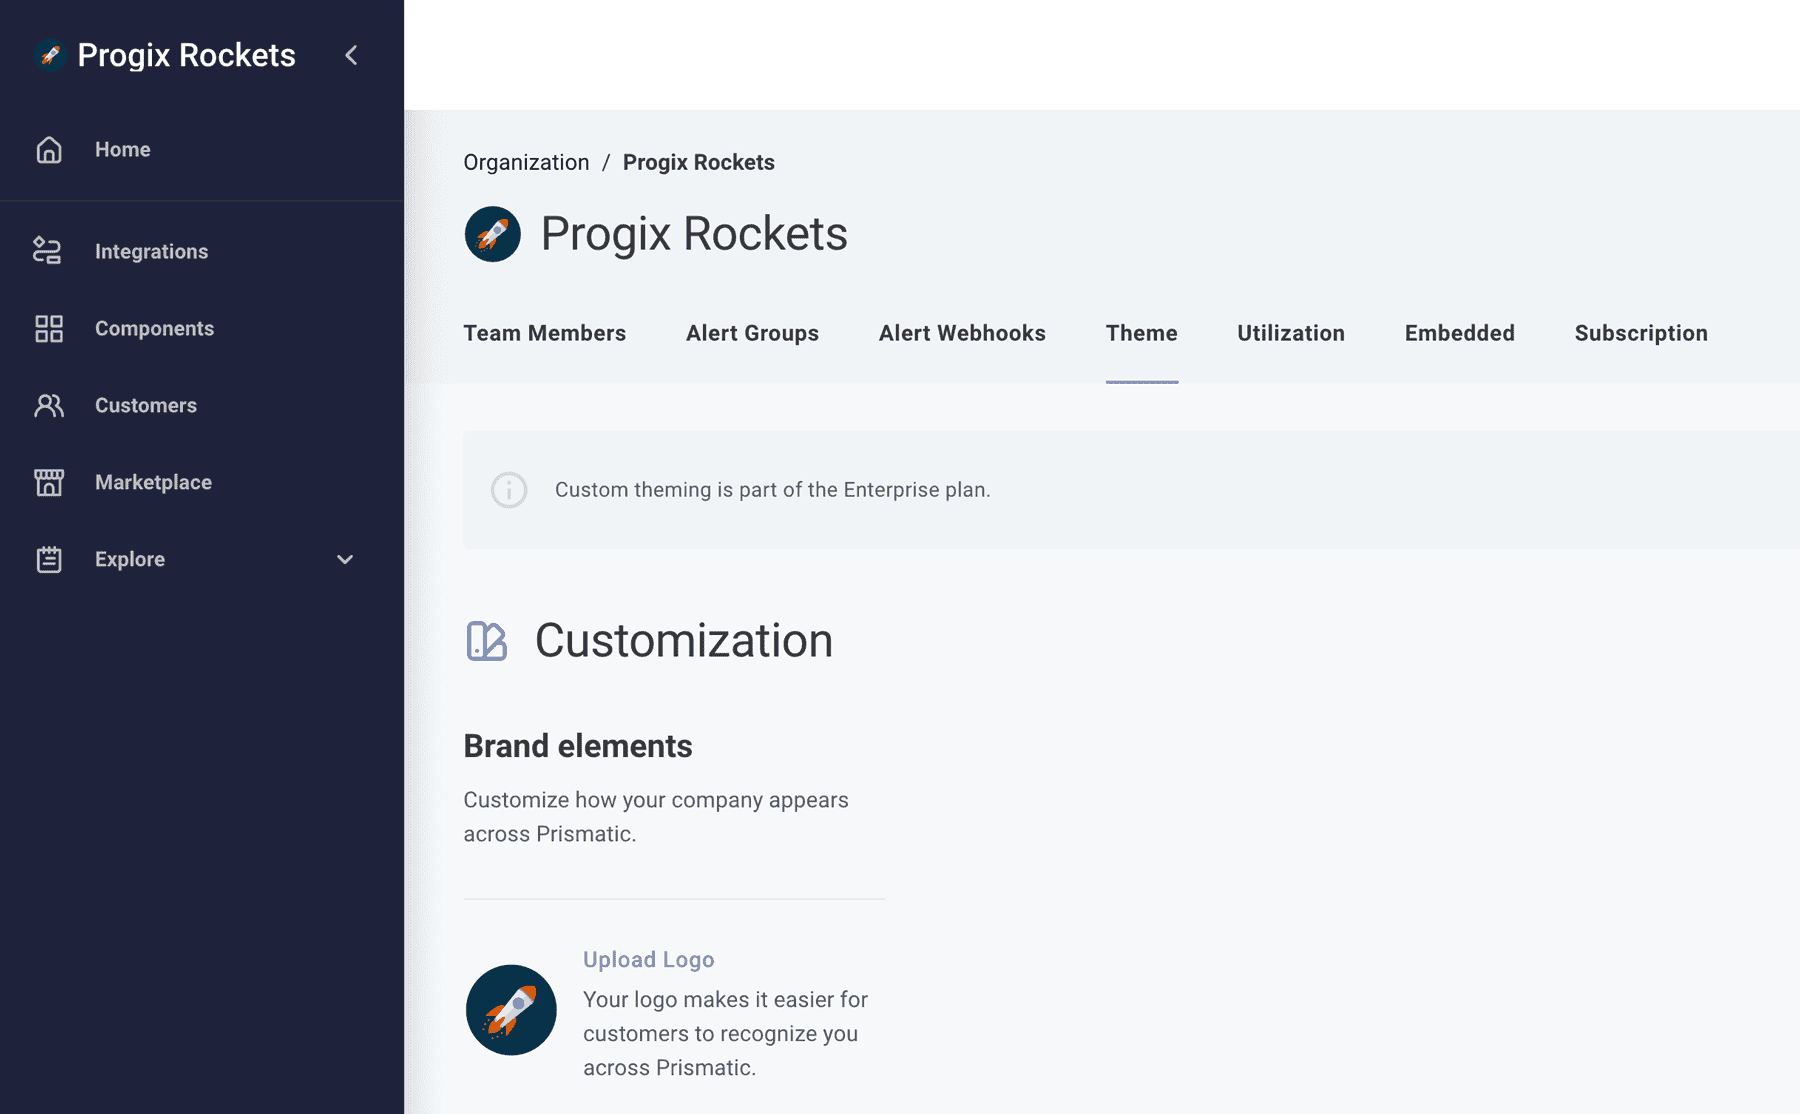 Progix Rockets
Home
Integrations
Components
Customers
Marketplace
Explore
Organization / Progix Rockets
Progix Rockets
Team Members Alert Groups Alert Webhooks Theme Utilization Embedded Subscription
Custom theming is part of the Enterprise plan.
Customization
Brand elements
Customize how your company appears
across Prismatic.
Upload Logo
Your logo makes it easier for
customers to recognize you
across Prismatic.